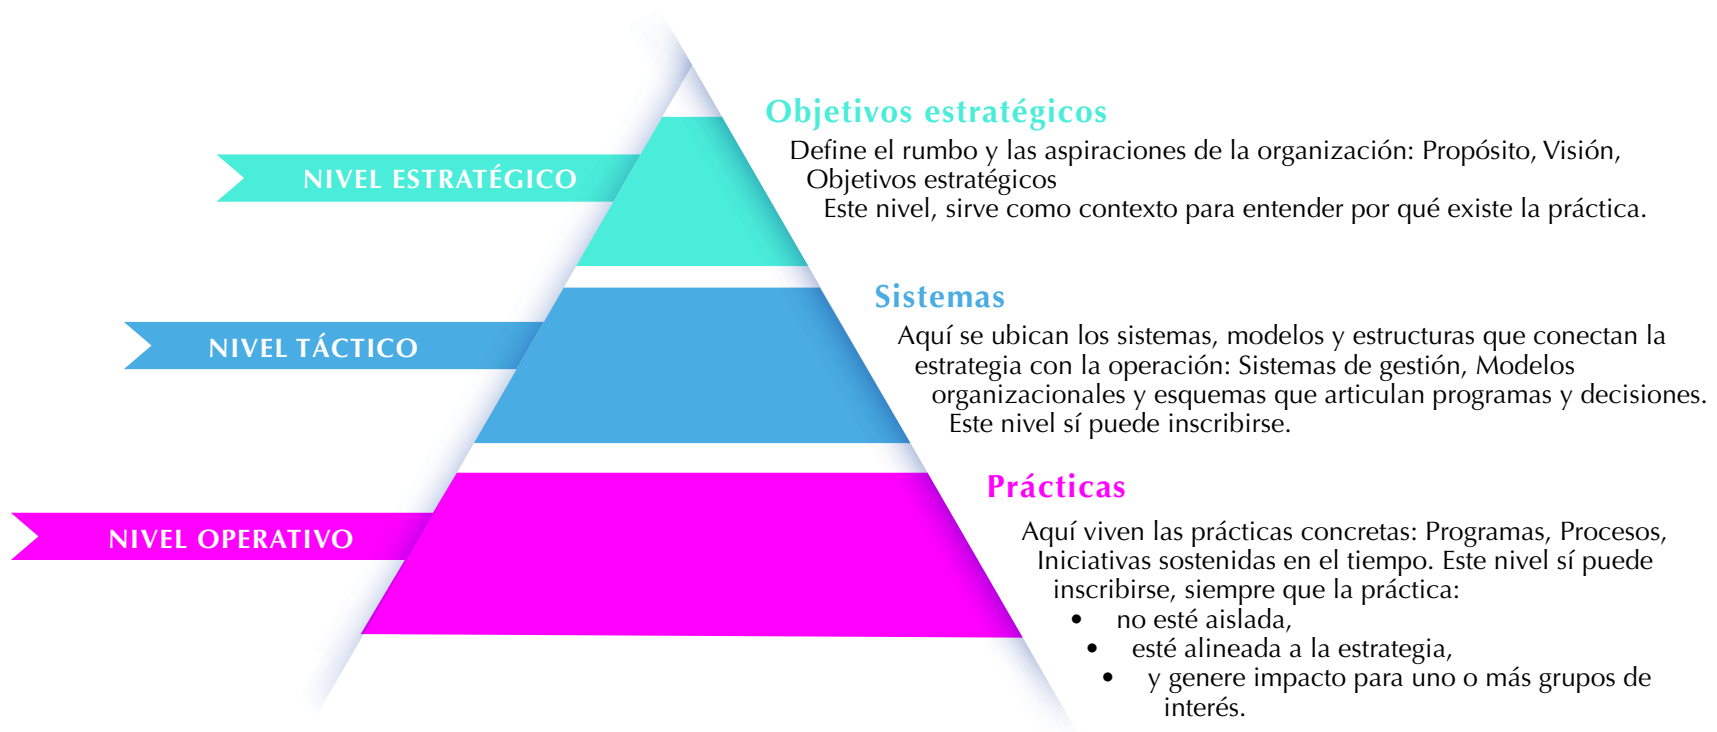 Objetivos estratégicos
Define el rumbo y las aspiraciones de la organización: Propósito, Visión,
Objetivos estratégicos
Este nivel, sirve como contexto para entender por qué existe la práctica.
NIVEL ESTRATÉGICO
Sistemas
Aquí se ubican los sistemas, modelos y estructuras que conectan la
estrategia con la operación: Sistemas de gestión, Modelos
organizacionales y esquemas que articulan programas y decisiones.
Este nivel sí puede inscribirse.
NIVEL TÁCTICO
Prácticas
Aquí viven las prácticas concretas: Programas, Procesos,
Iniciativas sostenidas en el tiempo. Este nivel sí puede
inscribirse, siempre que la práctica:
• no esté aislada,
• esté alineada a la estrategia,
• y genere impacto para uno o más grupos de
interés.
NIVEL OPERATIVO